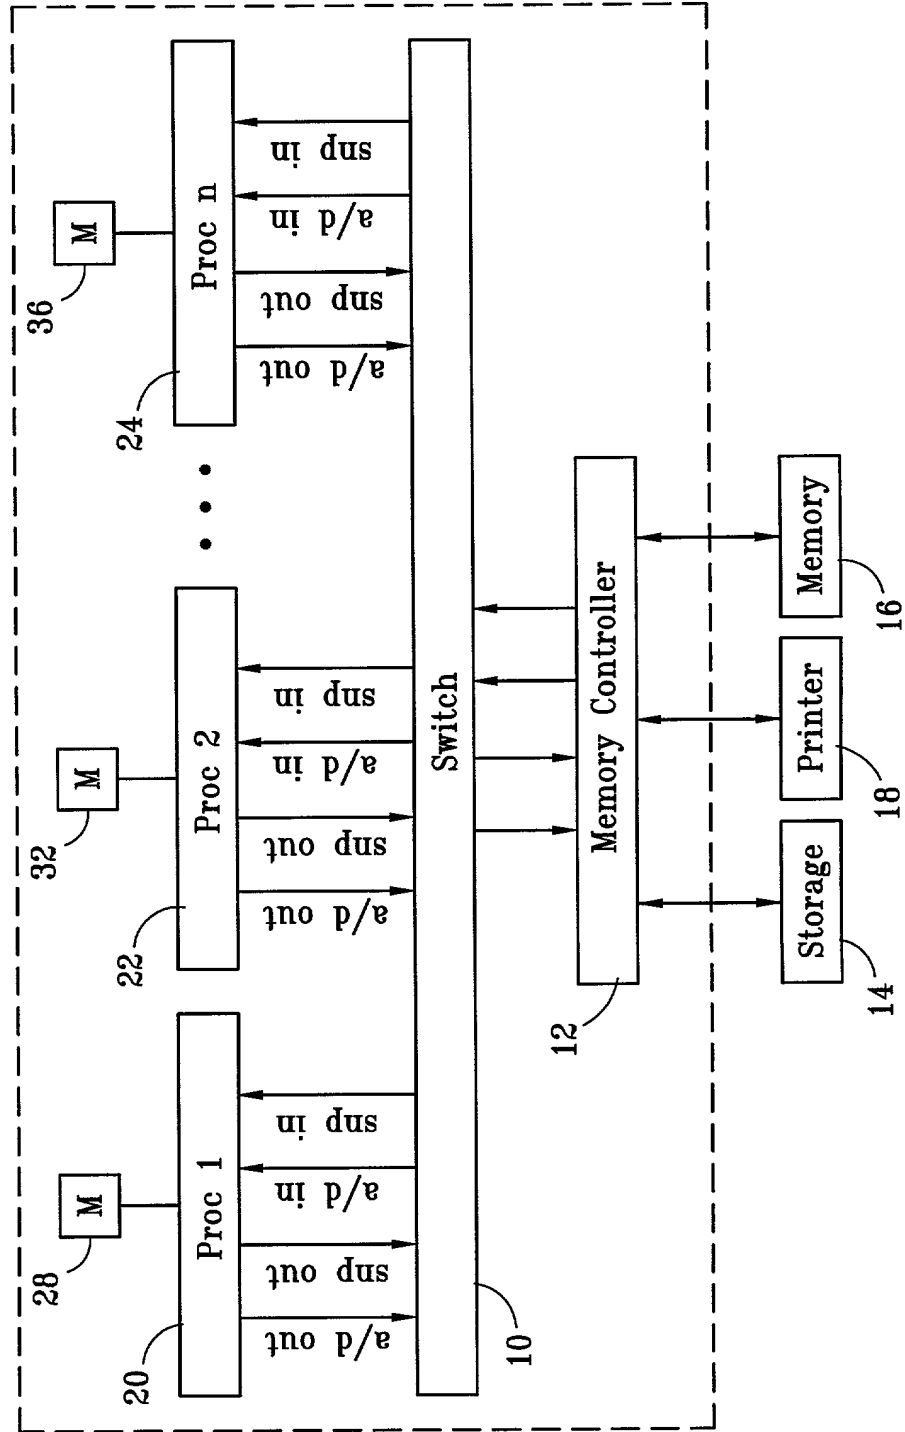 28
M
32
M
36
M
20
Proc 1
22
Proc 2
24
Proc n
a/d out
snp out
a/d in
snp in
a/d out
snp out
a/d in
snp in
a/d out
snp out
a/d in
snp in
10
Switch
12
Memory Controller
Storage
Printer
Memory
14
18
16